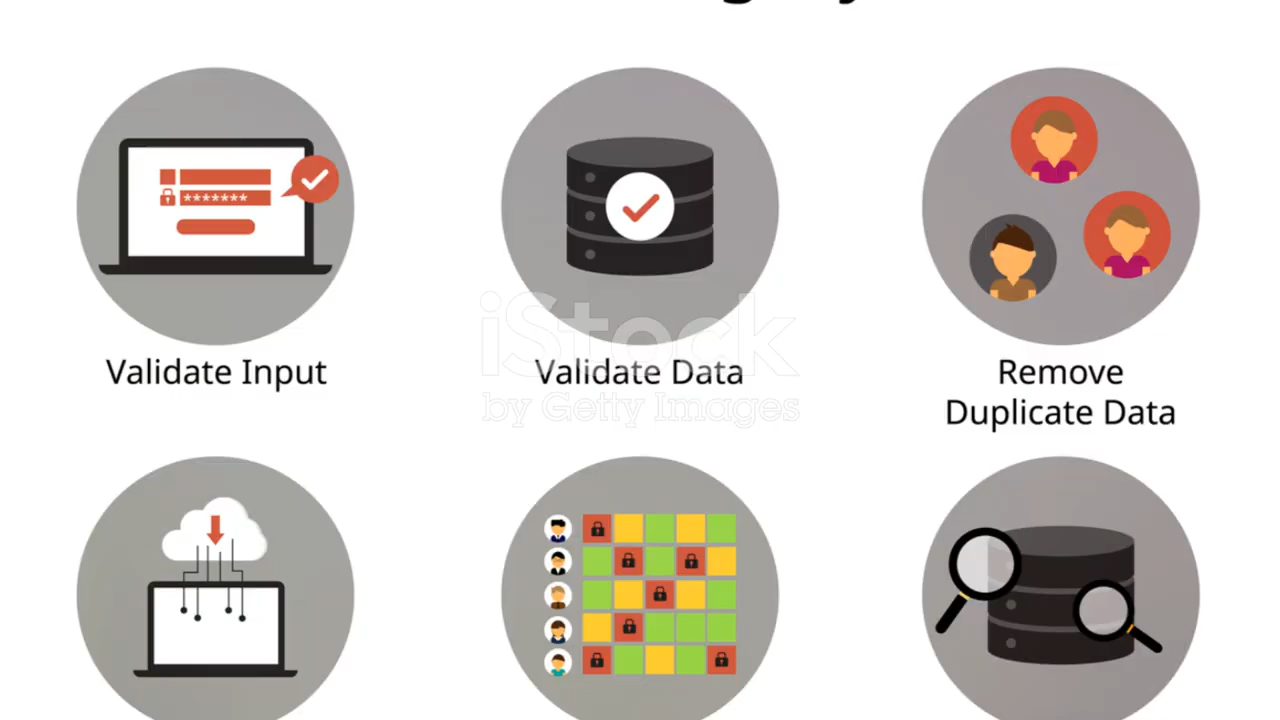 *******
Validate Input
Validate Data
Remove
Duplicate Data
iStock
by Getty Images